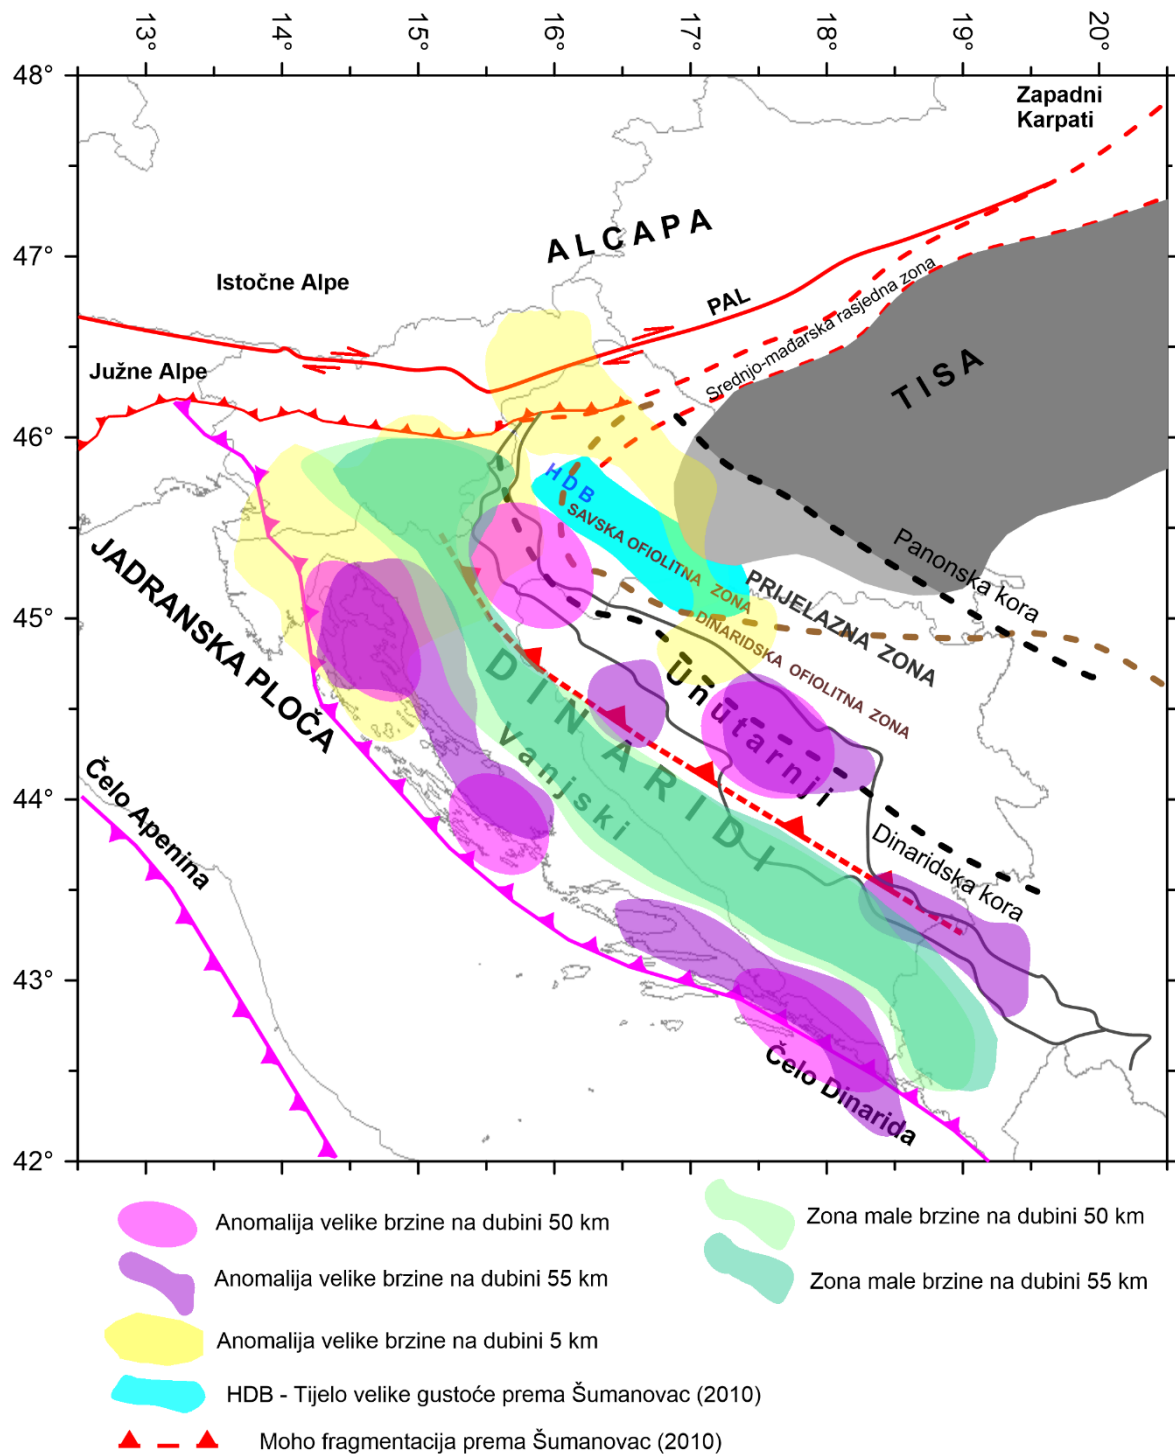 13° 14° 15° 16° 17° 18° 19° 20°
48°
47°
46°
45°
44°
43°
42°
Zapadni
Karpati
ALCAPA
Istočne Alpe
PAL
Srednjo-mađarska rasjedna zona
Južne Alpe
TISA
HDB
SAVSKA OFIOLITNA ZONA
Panonska kora
PRIJELAZNA ZONA
DINARIDSKA OFIOLITNA ZONA
JADRANSKA PLOČA
DINARIDI
Unutarnji
Vanjski
Čelo Apenina
Dinaridska kora
Čelo Dinarida
Anomalija velike brzine na dubini 50 km
Anomalija velike brzine na dubini 55 km
Anomalija velike brzine na dubini 5 km
HDB - Tijelo velike gustoće prema Šumanovac (2010)
Moho fragmentacija prema Šumanovac (2010)
Zona male brzine na dubini 50 km
Zona male brzine na dubini 55 km